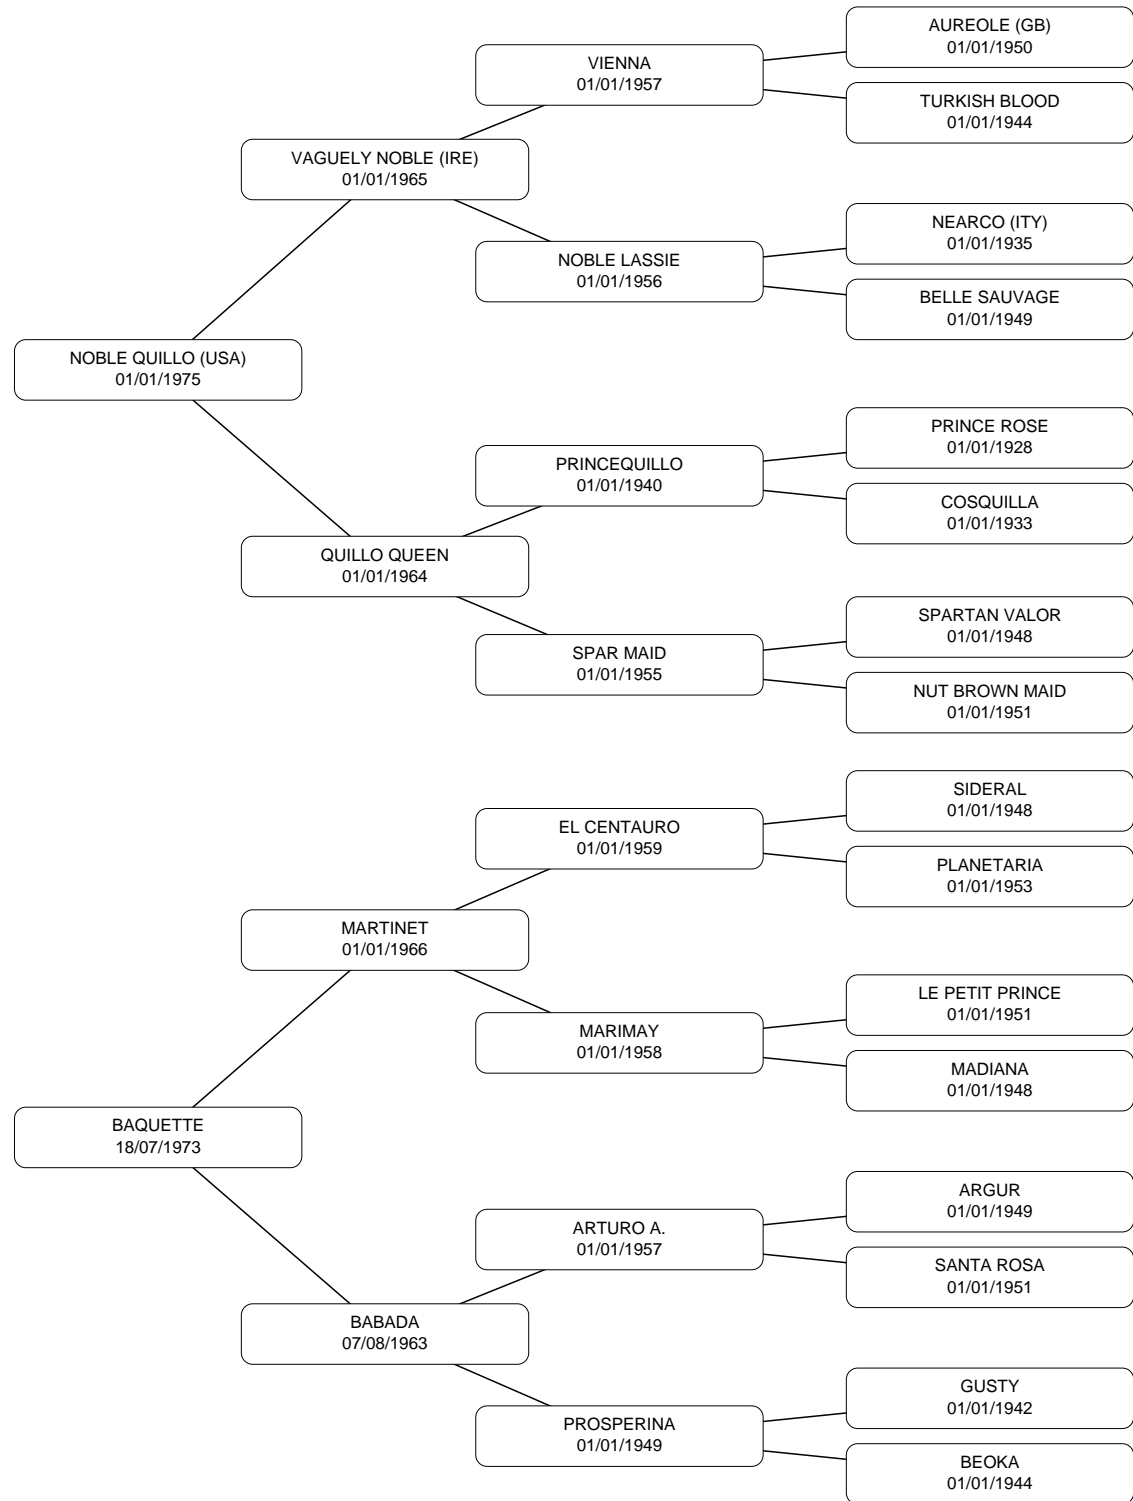 AUREOLE (GB)
01/01/1950
VIENNA
01/01/1957
TURKISH BLOOD
01/01/1944
VAGUELY NOBLE (IRE)
01/01/1965
NEARCO (ITY)
01/01/1935
NOBLE LASSIE
01/01/1956
BELLE SAUVAGE
01/01/1949
NOBLE QUILLO (USA)
01/01/1975
PRINCE ROSE
01/01/1928
PRINCEQUILLO
01/01/1940
COSQUILLA
01/01/1933
QUILLO QUEEN
01/01/1964
SPARTAN VALOR
01/01/1948
SPAR MAID
01/01/1955
NUT BROWN MAID
01/01/1951
SIDERAL
01/01/1948
EL CENTAURO
01/01/1959
PLANETARIA
01/01/1953
MARTINET
01/01/1966
LE PETIT PRINCE
01/01/1951
MARIMAY
01/01/1958
MADIANA
01/01/1948
BAQUETTE
18/07/1973
ARGUR
01/01/1949
ARTURO A.
01/01/1957
SANTA ROSA
01/01/1951
BABADA
07/08/1963
GUSTY
01/01/1942
PROSPERINA
01/01/1949
BEOKA
01/01/1944